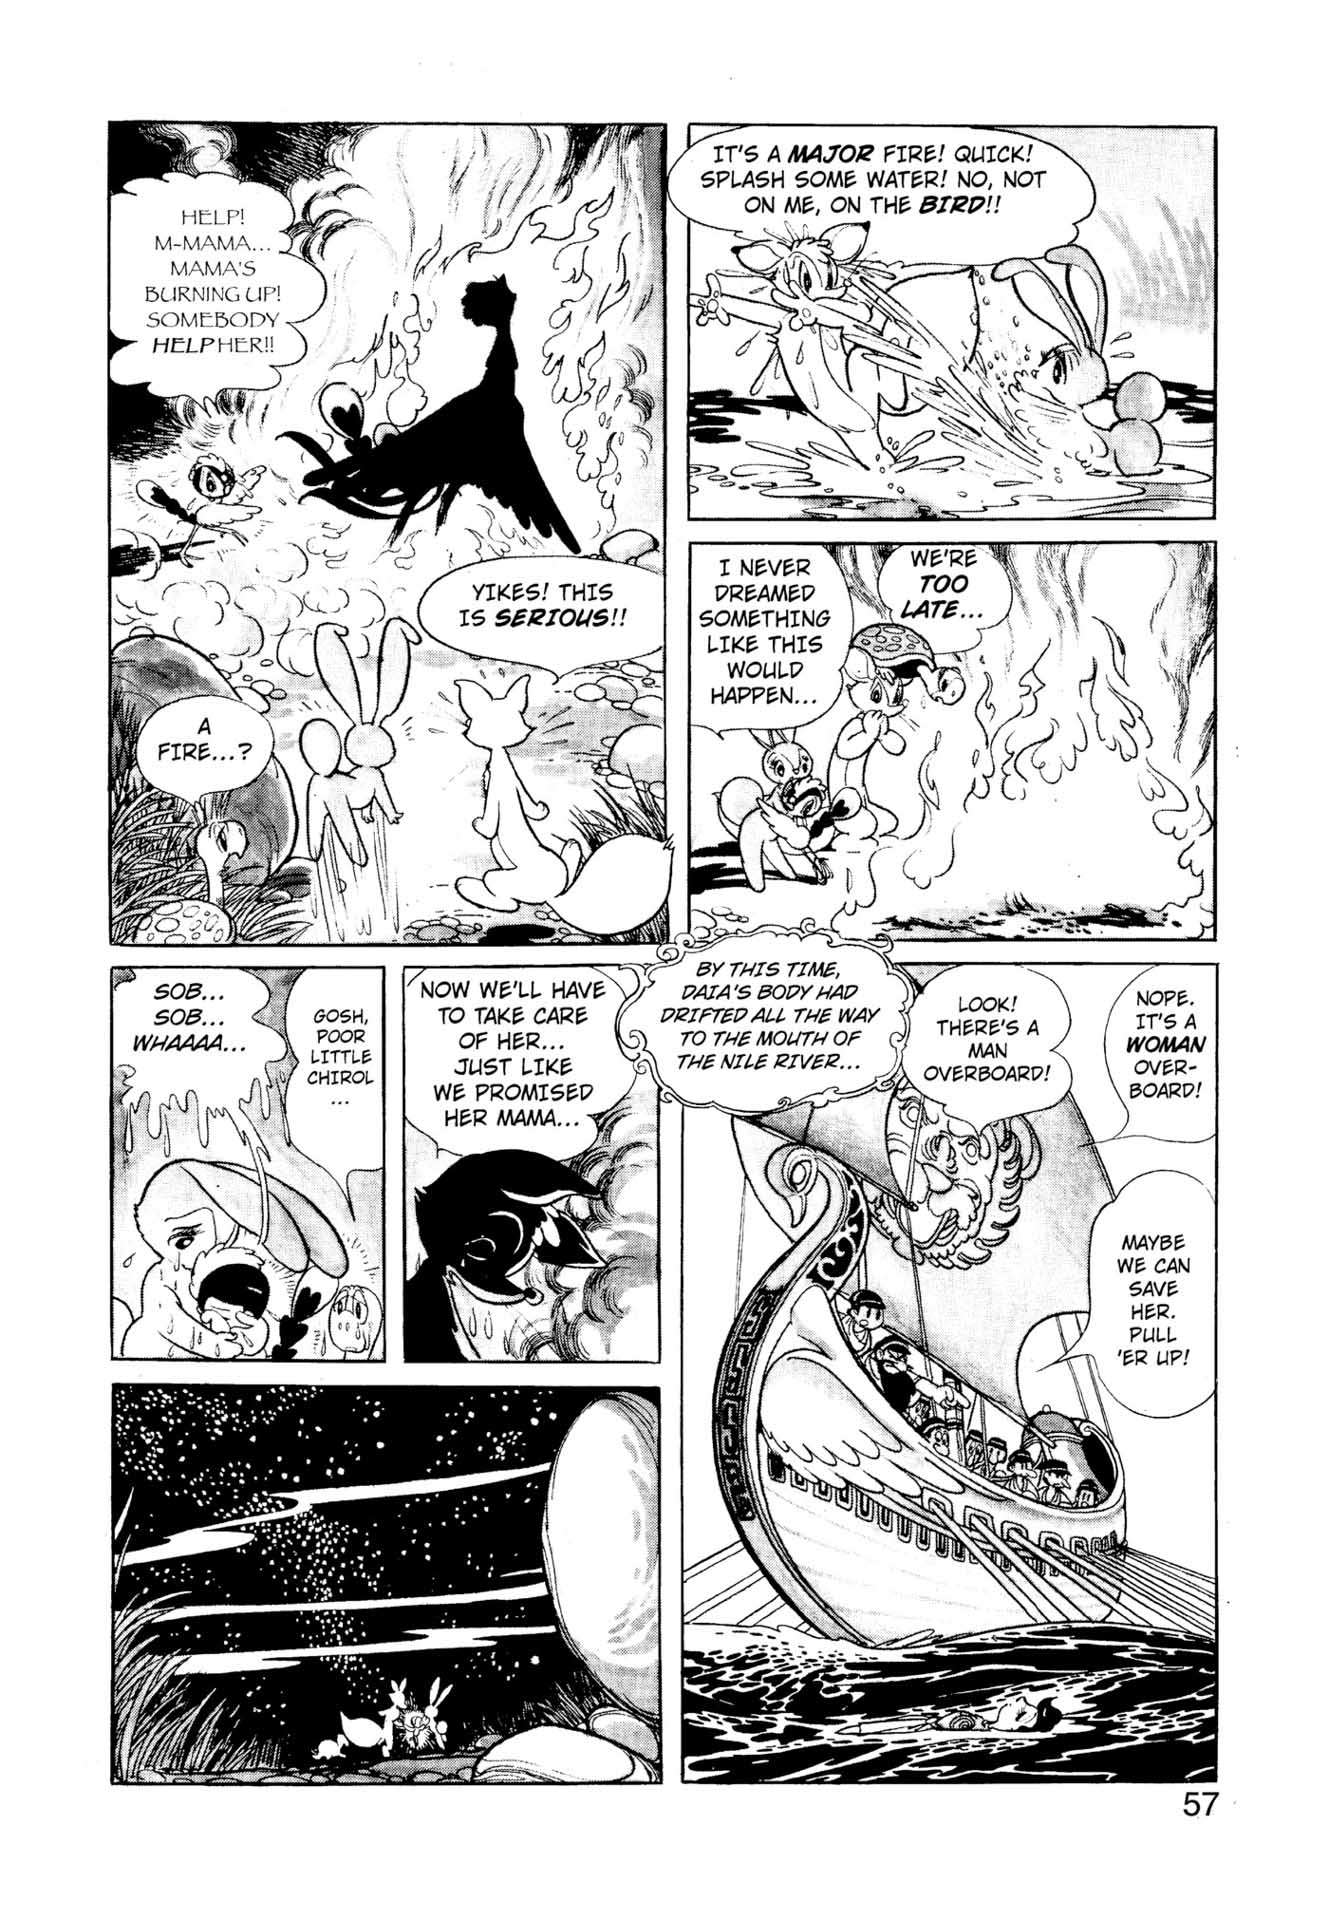 HELP!
M-MAMA...
MAMA'S
BURNING UP!
SOMEBODY
HELP HER!!
YIKES! THIS
IS SERIOUS!!
A
FIRE...?
IT'S A MAJOR FIRE! QUICK!
SPLASH SOME WATER! NO, NOT
ON ME, ON THE BIRD!!
I NEVER
DREAMED
SOMETHING
LIKE THIS
WOULD
HAPPEN...
WE'RE
TOO
LATE...
SOB...
SOB...
WHAAAA...
GOSH,
POOR
LITTLE
CHIROL
...
NOW WE'LL HAVE
TO TAKE CARE
OF HER...
JUST LIKE
WE PROMISED
HER MAMA...
BY THIS TIME,
DAIA'S BODY HAD
DRIFTED ALL THE WAY
TO THE MOUTH OF
THE NILE RIVER...
LOOK!
THERE'S A
MAN
OVERBOARD!
NOPE.
IT'S A
WOMAN
OVER-
BOARD!
MAYBE
WE CAN
SAVE
HER.
PULL
'ER UP!
57